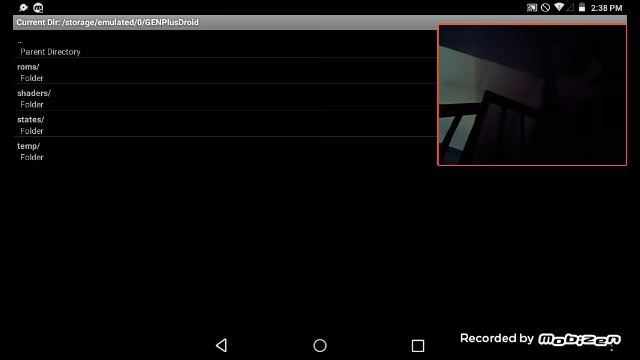 2:38 PM
Current Dir: /storage/emulated/0/GENPlusDroid
..
Parent Directory
roms/
Folder
shaders/
Folder
states/
Folder
temp/
Folder
Recorded by Mobizen